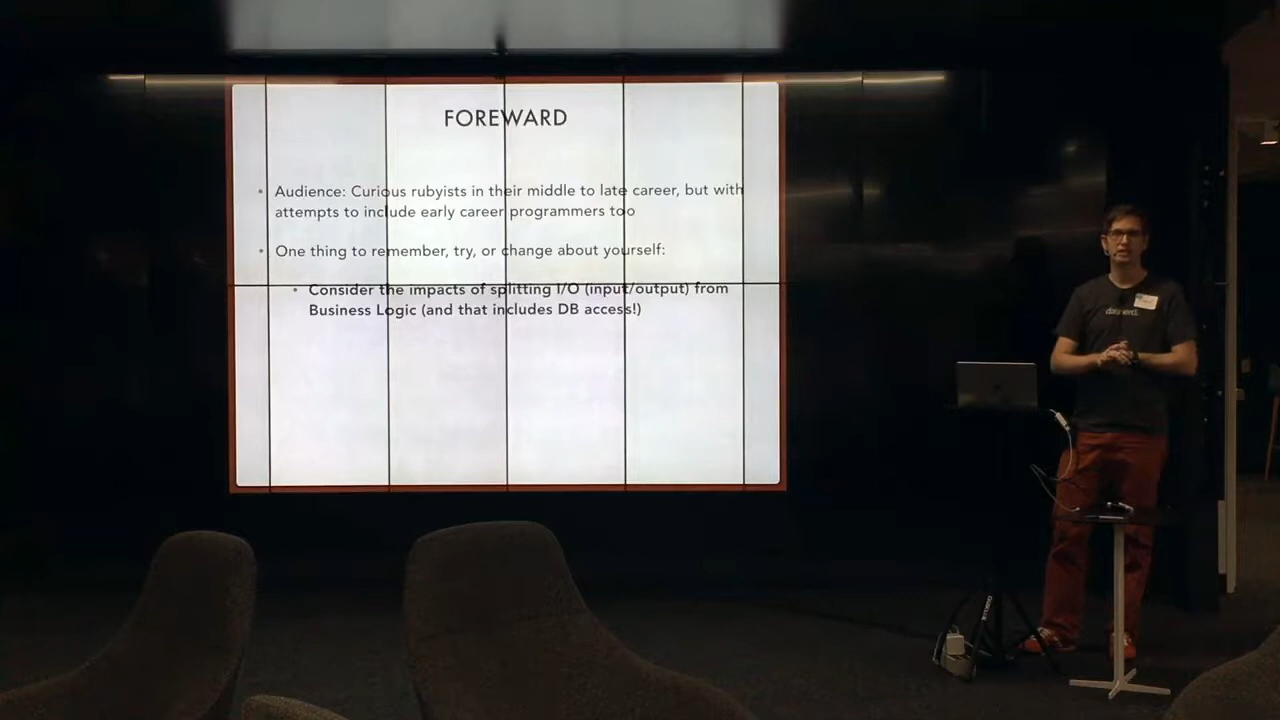 FOREWARD
• Audience: Curious rubyists in their middle to late career, but with
attempts to include early career programmers too
• One thing to remember, try, or change about yourself:
• Consider the impacts of splitting I/O (input/output) from
Business Logic (and that includes DB access!)